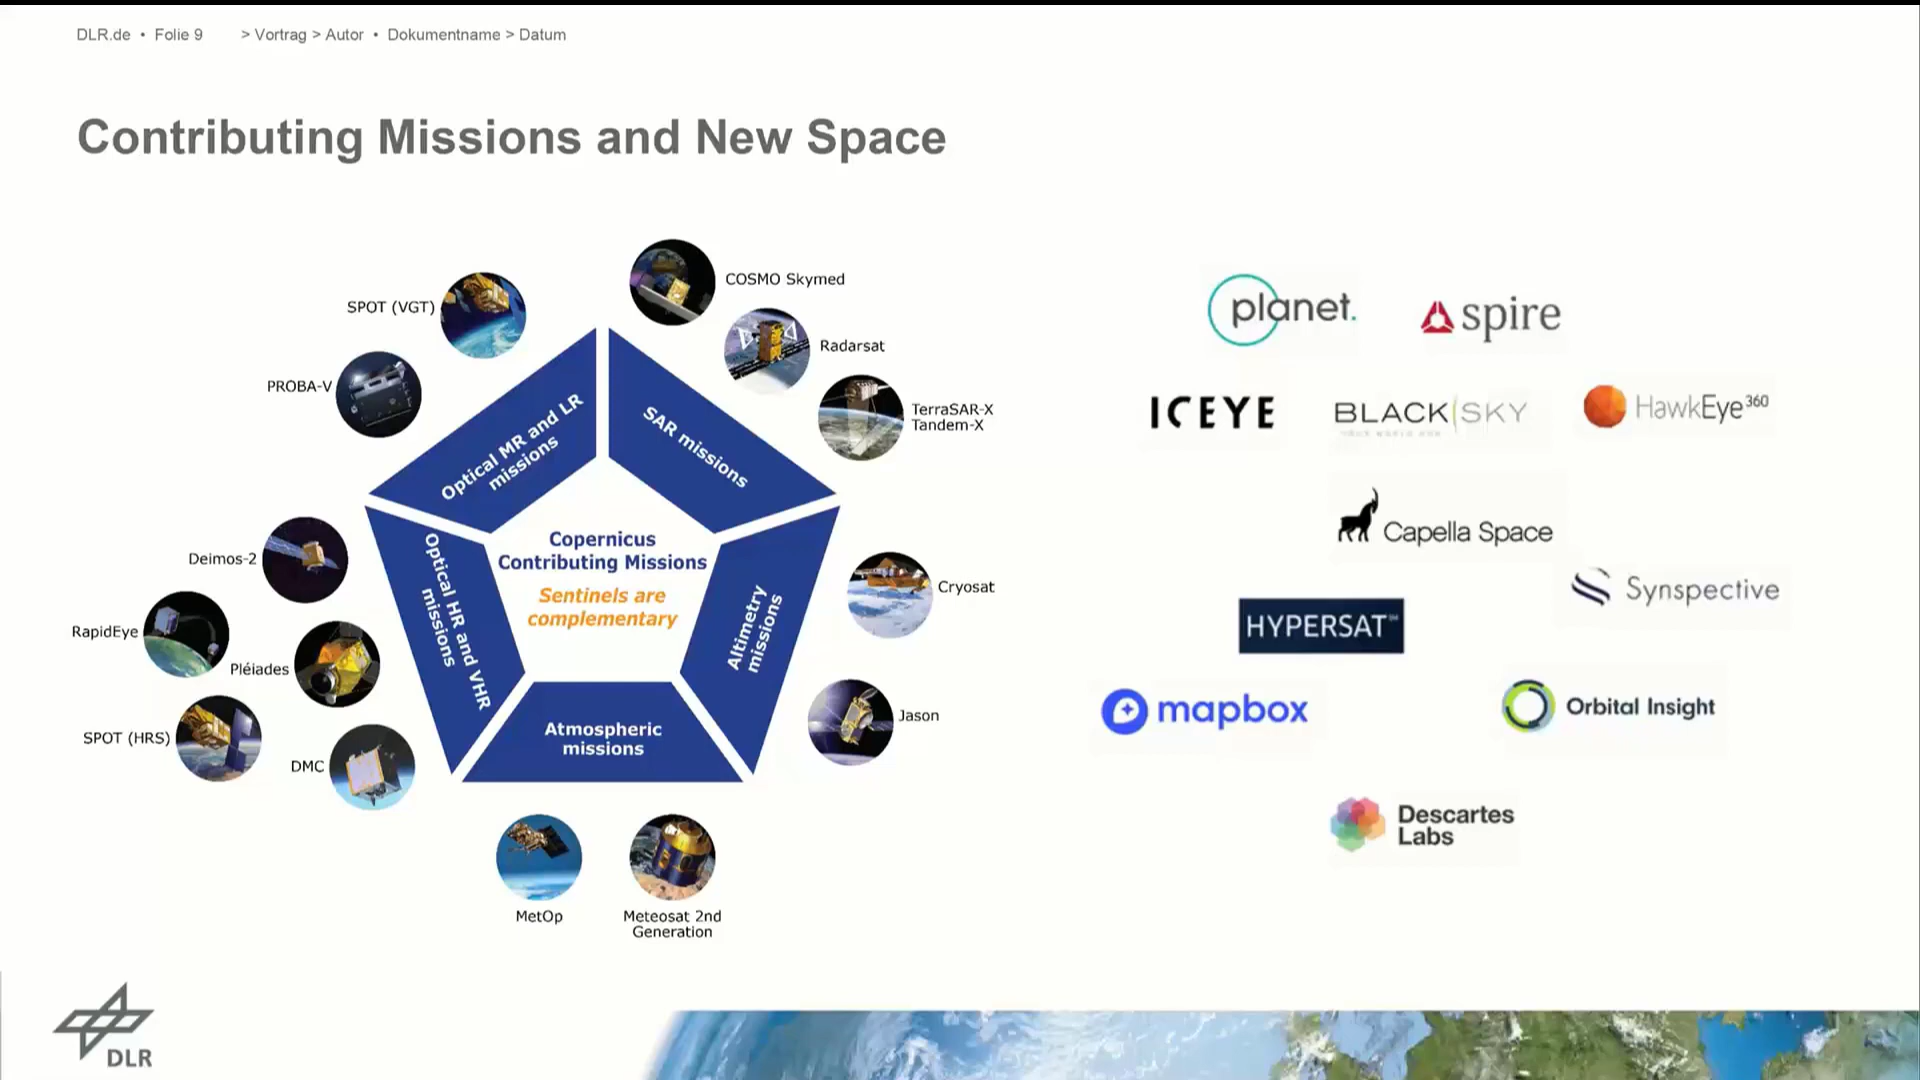 DLR.de • Folie 9 > Vortrag > Autor • Dokumentname > Datum
Contributing Missions and New Space
SPOT (VGT)
PROBA-V
COSMO Skymed
Radarsat
TerraSAR-X
Tandem-X
Optical MR and LR
missions
SAR missions
Deimos-2
RapidEye
Pléiades
SPOT (HRS)
DMC
Optical HR and VHR
missions
Copernicus
Contributing Missions
Sentinels are
complementary
Altimetry
missions
Cryosat
Jason
Atmospheric
missions
MetOp
Meteosat 2nd
Generation
planet.
spire
ICEYE
BLACK SKY
HawkEye360
Capella Space
Synspective
HYPERSAT℠
mapbox
Orbital Insight
Descartes
Labs
DLR